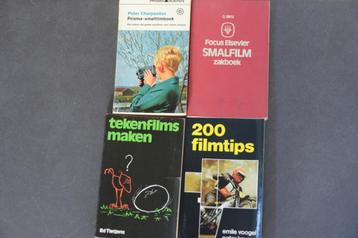 Peter Charpentier
Prisma-smalfilmboek
Focus Elsevier
SMALFILM
zakboek
tekenfilms
maken
?
Ed Tietjens
200
filmtips
emile voogel